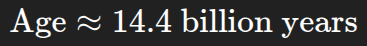 Age ≈ 14.4 billion years